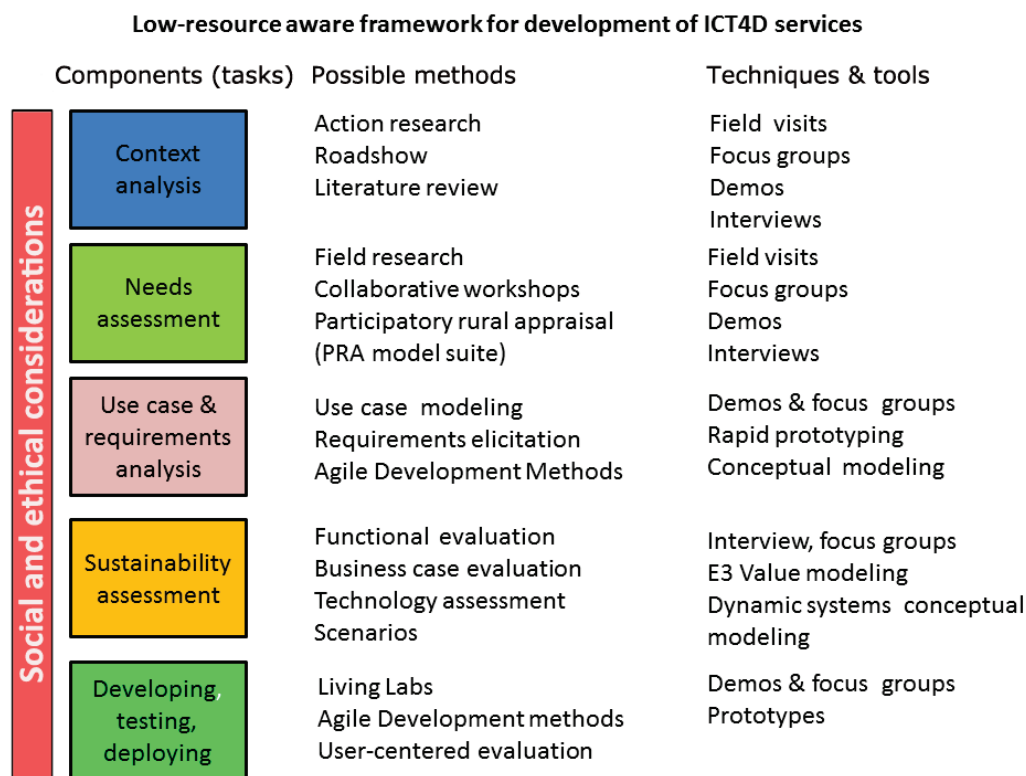 Low-resource aware framework for development of ICT4D services
Components (tasks)
Possible methods
Techniques & tools
Social and ethical considerations
Context
analysis
Action research
Roadshow
Literature review
Field visits
Focus groups
Demos
Interviews
Needs
assessment
Field research
Collaborative workshops
Participatory rural appraisal
(PRA model suite)
Field visits
Focus groups
Demos
Interviews
Use case &
requirements
analysis
Use case modeling
Requirements elicitation
Agile Development Methods
Demos & focus groups
Rapid prototyping
Conceptual modeling
Sustainability
assessment
Functional evaluation
Business case evaluation
Technology assessment
Scenarios
Interview, focus groups
E3 Value modeling
Dynamic systems conceptual
modeling
Developing,
testing,
deploying
Living Labs
Agile Development methods
User-centered evaluation
Demos & focus groups
Prototypes